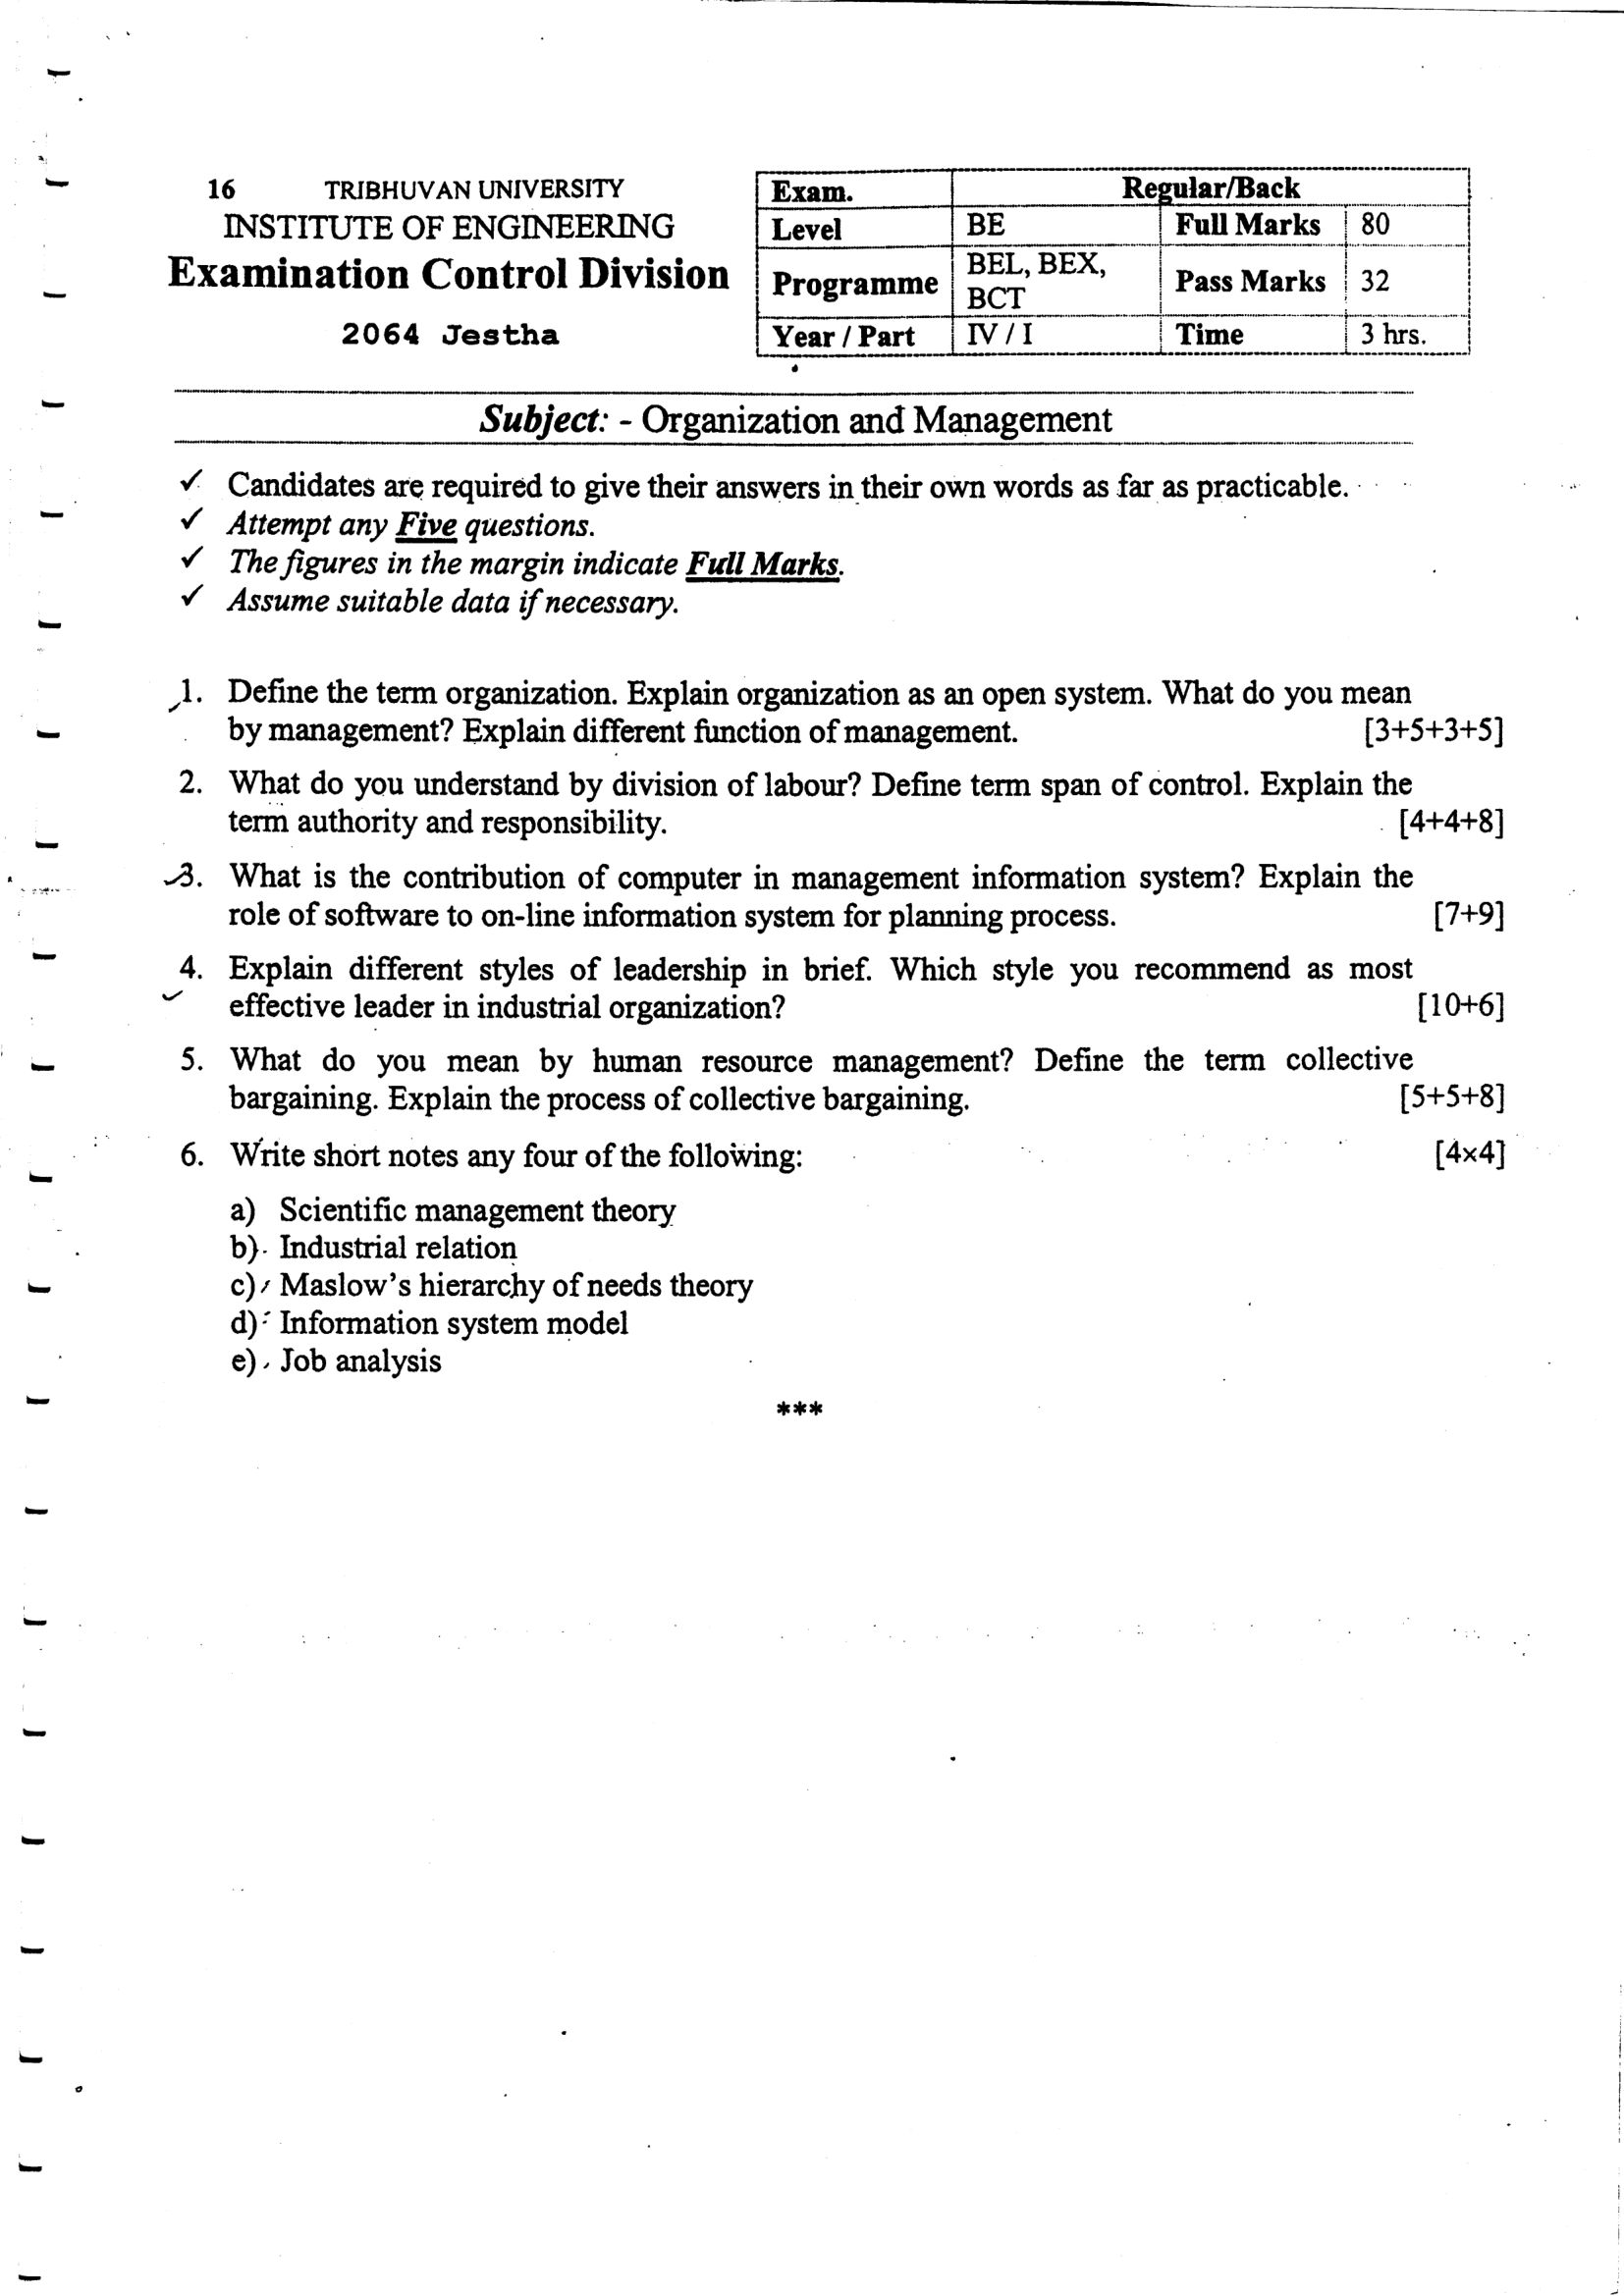 16 TRIBHUVAN UNIVERSITY
INSTITUTE OF ENGINEERING
Examination Control Division
2064 Jestha
Exam. Regular/Back
Level BE Full Marks 80
Programme BEL, BEX, BCT Pass Marks 32
Year / Part IV / I Time 3 hrs.
Subject: - Organization and Management
✓ Candidates are required to give their answers in their own words as far as practicable.
✓ Attempt any Five questions.
✓ The figures in the margin indicate Full Marks.
✓ Assume suitable data if necessary.
1. Define the term organization. Explain organization as an open system. What do you mean
by management? Explain different function of management. [3+5+3+5]
2. What do you understand by division of labour? Define term span of control. Explain the
term authority and responsibility. [4+4+8]
3. What is the contribution of computer in management information system? Explain the
role of software to on-line information system for planning process. [7+9]
4. Explain different styles of leadership in brief. Which style you recommend as most
effective leader in industrial organization? [10+6]
5. What do you mean by human resource management? Define the term collective
bargaining. Explain the process of collective bargaining. [5+5+8]
6. Write short notes any four of the following: [4×4]
a) Scientific management theory
b) Industrial relation
c) Maslow's hierarchy of needs theory
d) Information system model
e) Job analysis
***